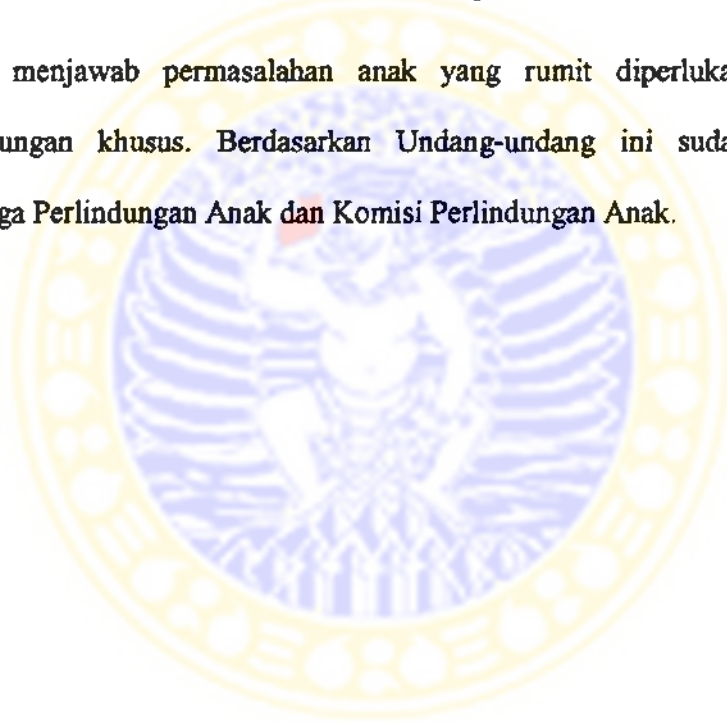 menjawab permasalahan anak yang rumit diperluka
ungan khusus. Berdasarkan Undang-undang ini suda
ga Perlindungan Anak dan Komisi Perlindungan Anak.